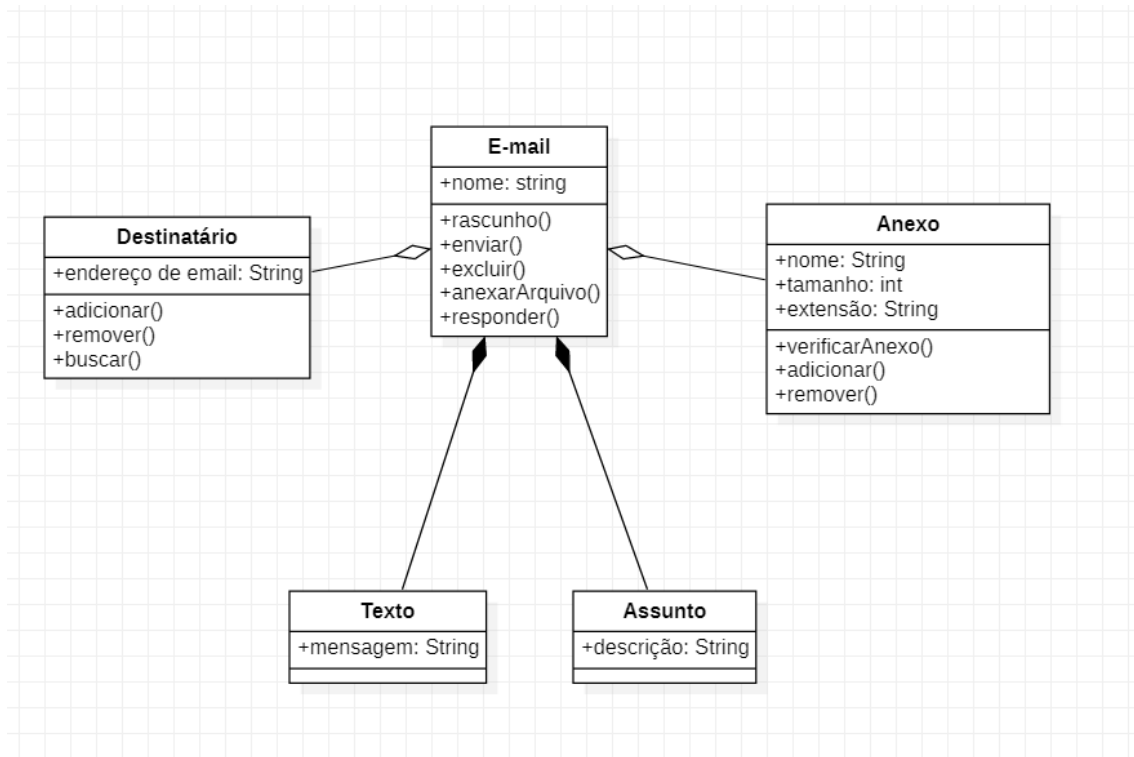 E-mail
+nome: string
+rascunho()
+enviar()
+excluir()
+anexarArquivo()
+responder()
Destinatário
+endereço de email: String
+adicionar()
+remover()
+buscar()
Anexo
+nome: String
+tamanho: int
+extensão: String
+verificarAnexo()
+adicionar()
+remover()
Texto
+mensagem: String
Assunto
+descrição: String